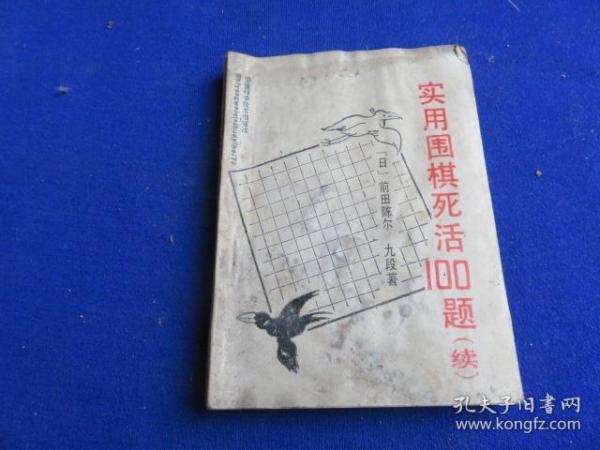 实用围棋死活100题(续)
「日」前田陈尔 九段著
孔夫子旧书网
www.kongfz.com